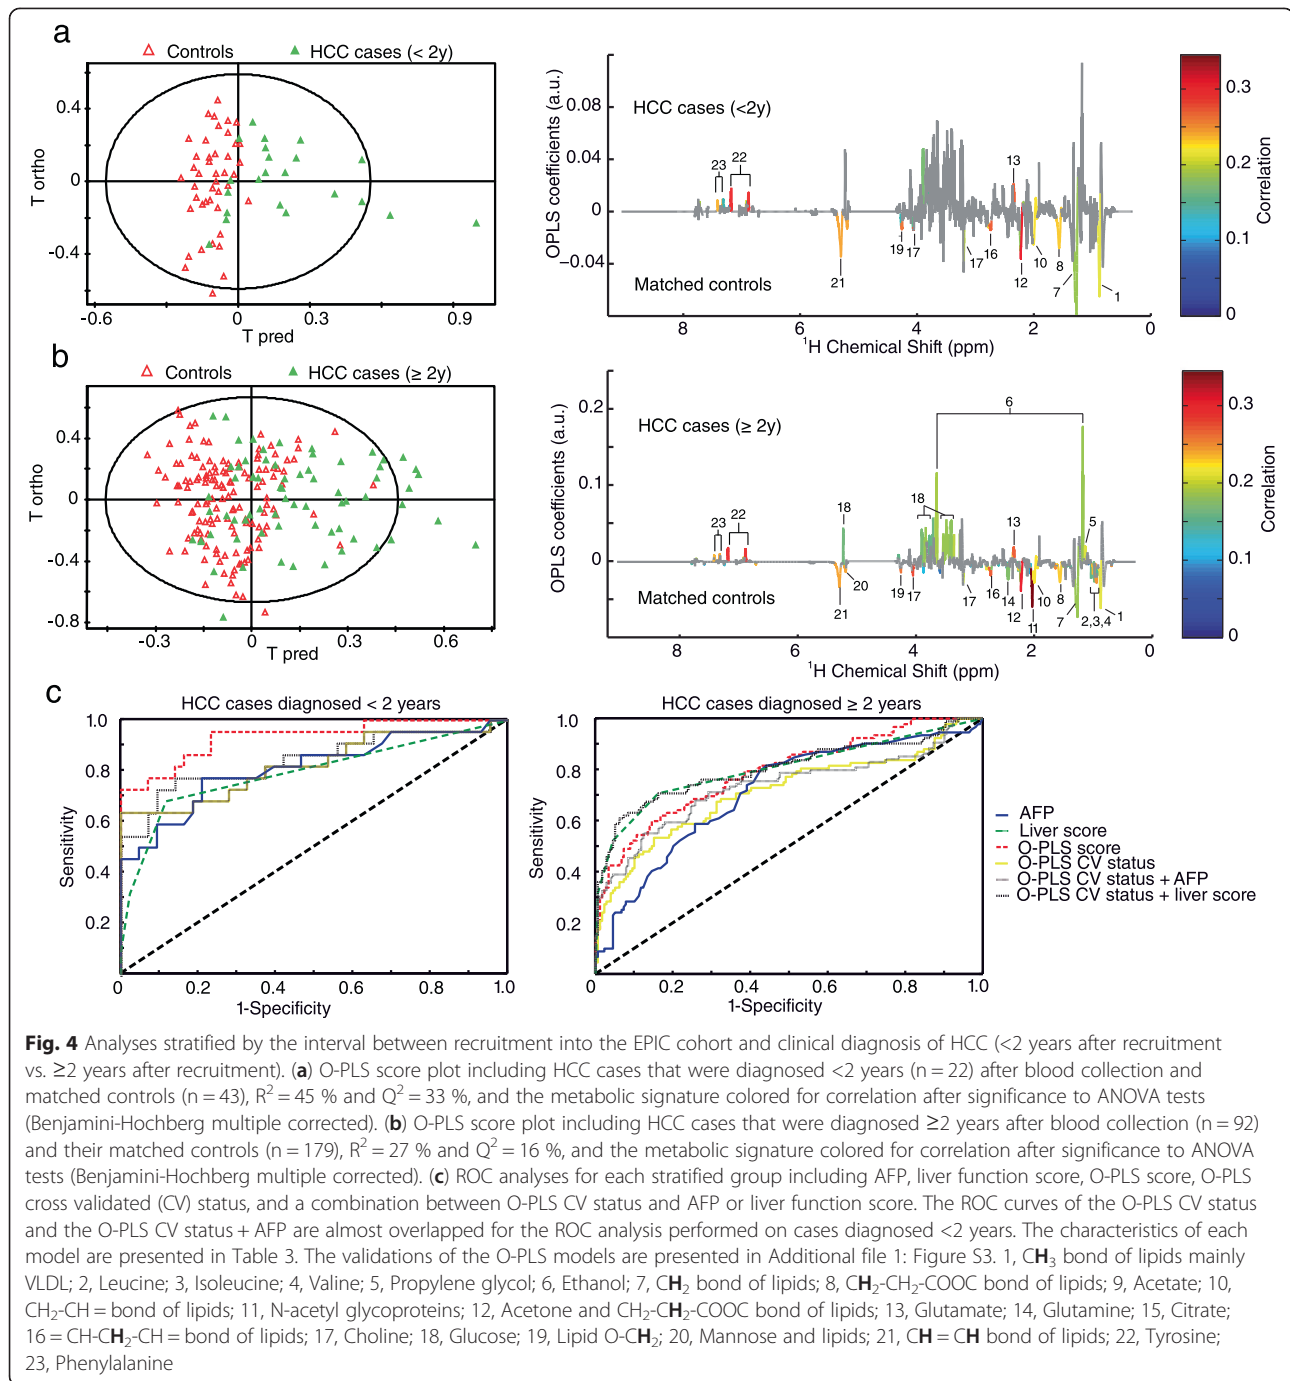 a
Controls
HCC cases (< 2y)
T ortho
0.4
0
-0.4
-0.6
-0.3
0
0.3
0.6
0.9
T pred
OPLS coefficients (a.u.)
0.08
0.04
0
−0.04
HCC cases (<2y)
Matched controls
23
22
13
21
19
17
17
16
12
10
8
7
1
8
6
4
2
0
¹H Chemical Shift (ppm)
0.3
0.2
0.1
0
Correlation
b
Controls
HCC cases (≥ 2y)
T ortho
0.4
0
-0.4
-0.8
-0.3
0
0.3
0.6
T pred
OPLS coefficients (a.u.)
0.2
0.1
0
HCC cases (≥ 2y)
Matched controls
6
23
22
18
18
13
5
21
20
19
17
17
16
14
12
11
10
8
7
2,3,4
1
8
6
4
2
0
¹H Chemical Shift (ppm)
0.3
0.2
0.1
0
Correlation
c
HCC cases diagnosed < 2 years
Sensitivity
1.0
0.8
0.6
0.4
0.2
0
0.2
0.4
0.6
0.8
1.0
1-Specificity
HCC cases diagnosed ≥ 2 years
Sensitivity
1.0
0.8
0.6
0.4
0.2
0
0.2
0.4
0.6
0.8
1.0
1-Specificity
AFP
Liver score
O-PLS score
O-PLS CV status
O-PLS CV status + AFP
O-PLS CV status + liver score
Fig. 4 Analyses stratified by the interval between recruitment into the EPIC cohort and clinical diagnosis of HCC (<2 years after recruitment
vs. ≥2 years after recruitment). (a) O-PLS score plot including HCC cases that were diagnosed <2 years (n = 22) after blood collection and
matched controls (n = 43), R² = 45 % and Q² = 33 %, and the metabolic signature colored for correlation after significance to ANOVA tests
(Benjamini-Hochberg multiple corrected). (b) O-PLS score plot including HCC cases that were diagnosed ≥2 years after blood collection (n = 92)
and their matched controls (n = 179), R² = 27 % and Q² = 16 %, and the metabolic signature colored for correlation after significance to ANOVA
tests (Benjamini-Hochberg multiple corrected). (c) ROC analyses for each stratified group including AFP, liver function score, O-PLS score, O-PLS
cross validated (CV) status, and a combination between O-PLS CV status and AFP or liver function score. The ROC curves of the O-PLS CV status
and the O-PLS CV status + AFP are almost overlapped for the ROC analysis performed on cases diagnosed <2 years. The characteristics of each
model are presented in Table 3. The validations of the O-PLS models are presented in Additional file 1: Figure S3. 1, CH₃ bond of lipids mainly
VLDL; 2, Leucine; 3, Isoleucine; 4, Valine; 5, Propylene glycol; 6, Ethanol; 7, CH₂ bond of lipids; 8, CH₂-CH₂-COOC bond of lipids; 9, Acetate; 10,
CH₂-CH = bond of lipids; 11, N-acetyl glycoproteins; 12, Acetone and CH₂-CH₂-COOC bond of lipids; 13, Glutamate; 14, Glutamine; 15, Citrate;
16 = CH-CH₂-CH = bond of lipids; 17, Choline; 18, Glucose; 19, Lipid O-CH₂; 20, Mannose and lipids; 21, CH = CH bond of lipids; 22, Tyrosine;
23, Phenylalanine